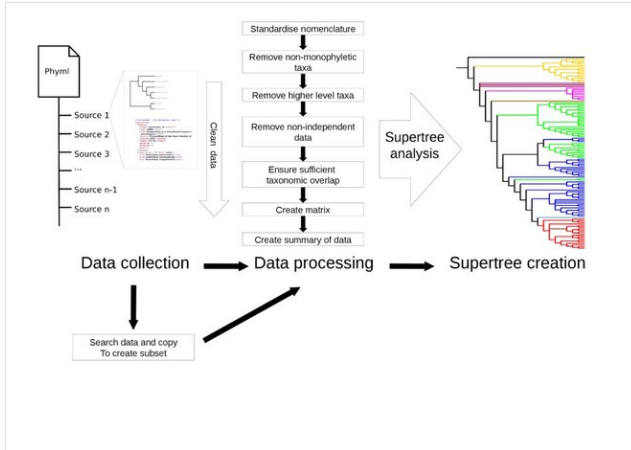 Phyml
Source 1
Source 2
Source 3
...
Source n-1
Source n
Clean data
Standardise nomenclature
Remove non-monophyletic
taxa
Remove higher level taxa
Remove non-independent
data
Ensure sufficient
taxonomic overlap
Create matrix
Create summary of data
Supertree
analysis
Data collection
Data processing
Supertree creation
Search data and copy
To create subset